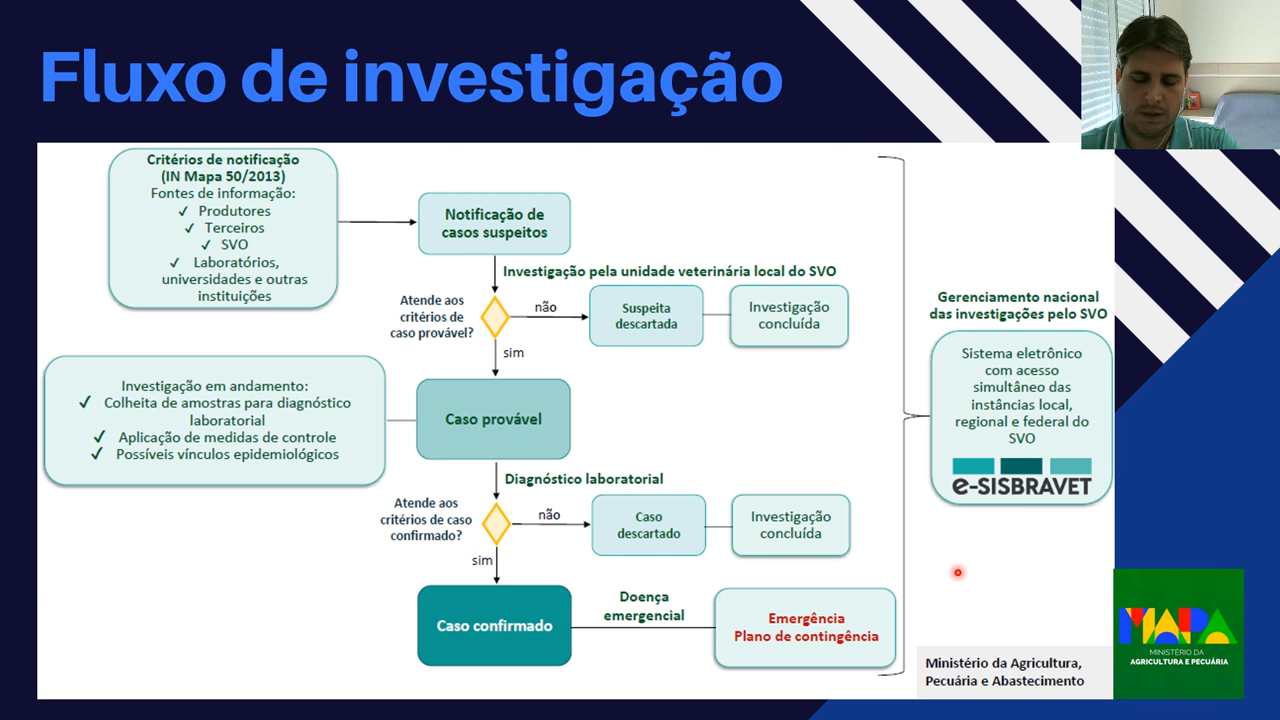 Fluxo de investigação
Critérios de notificação
(IN Mapa 50/2013)
Fontes de informação:
✓ Produtores
✓ Terceiros
✓ SVO
✓ Laboratórios,
universidades e outras
instituições
Notificação de
casos suspeitos
Investigação pela unidade veterinária local do SVO
Atende aos
critérios de
caso provável?
não
Suspeita
descartada
Investigação
concluída
sim
Investigação em andamento:
✓ Colheita de amostras para diagnóstico
laboratorial
✓ Aplicação de medidas de controle
✓ Possíveis vínculos epidemiológicos
Caso provável
Diagnóstico laboratorial
Atende aos
critérios de caso
confirmado?
não
Caso
descartado
Investigação
concluída
sim
Caso confirmado
Doença
emergencial
Emergência
Plano de contingência
Gerenciamento nacional
das investigações pelo SVO
Sistema eletrônico
com acesso
simultâneo das
instâncias local,
regional e federal do
SVO
e-SISBRAVET
Ministério da Agricultura,
Pecuária e Abastecimento
MAPA
MINISTÉRIO DA
AGRICULTURA E PECUÁRIA